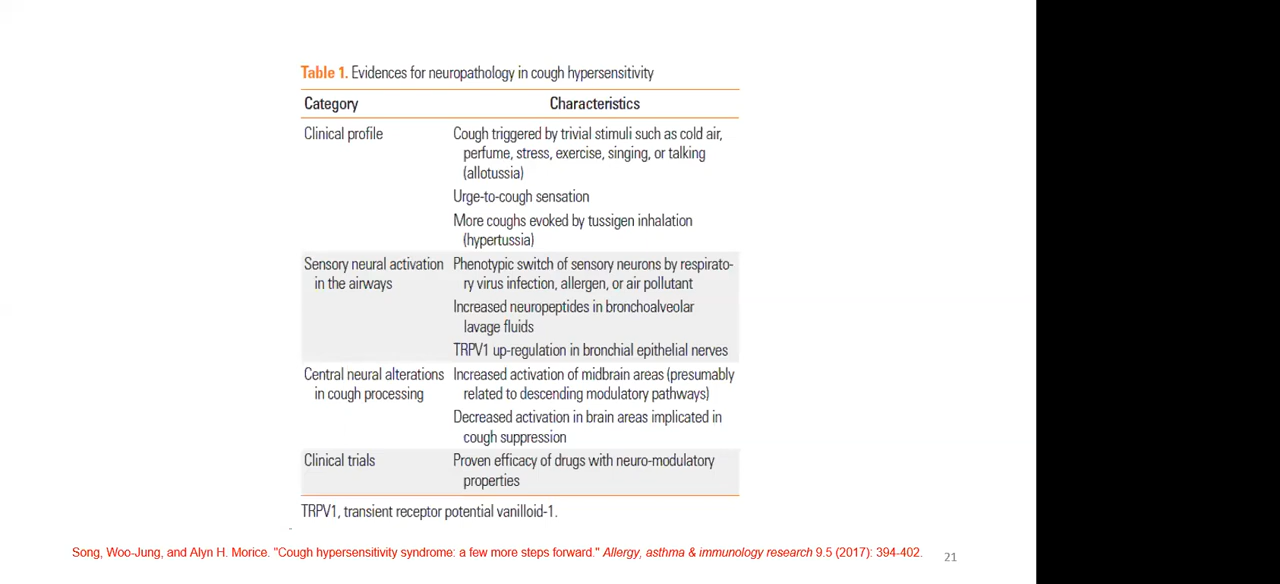 Table 1. Evidences for neuropathology in cough hypersensitivity
Category Characteristics
Clinical profile Cough triggered by trivial stimuli such as cold air,
perfume, stress, exercise, singing, or talking
(allotussia)
Urge-to-cough sensation
More coughs evoked by tussigen inhalation
(hypertussia)
Sensory neural activation Phenotypic switch of sensory neurons by respirato-
in the airways ry virus infection, allergen, or air pollutant
Increased neuropeptides in bronchoalveolar
lavage fluids
TRPV1 up-regulation in bronchial epithelial nerves
Central neural alterations Increased activation of midbrain areas (presumably
in cough processing related to descending modulatory pathways)
Decreased activation in brain areas implicated in
cough suppression
Clinical trials Proven efficacy of drugs with neuro-modulatory
properties
TRPV1, transient receptor potential vanilloid-1.
Song, Woo-Jung, and Alyn H. Morice. "Cough hypersensitivity syndrome: a few more steps forward." Allergy, asthma & immunology research 9.5 (2017): 394-402.
21